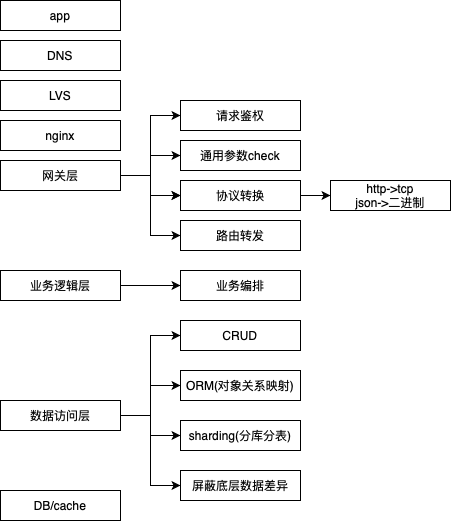 app
DNS
LVS
nginx
网关层
请求鉴权
通用参数check
协议转换
http->tcp
json->二进制
路由转发
业务逻辑层
业务编排
数据访问层
CRUD
ORM(对象关系映射)
sharding(分库分表)
屏蔽底层数据差异
DB/cache